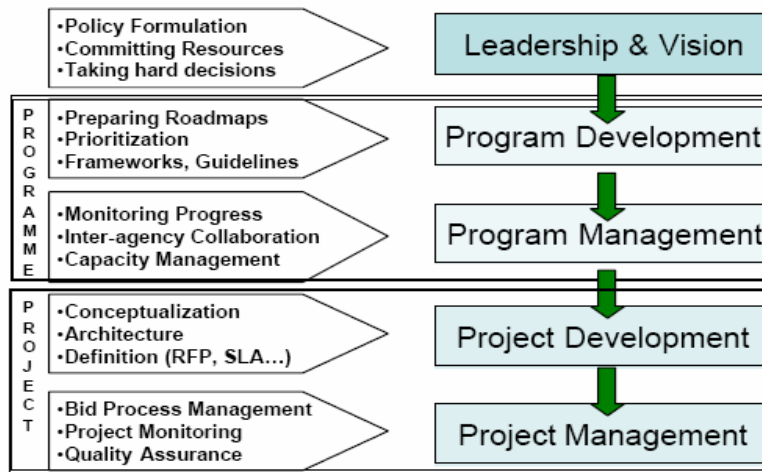 •Policy Formulation
•Committing Resources
•Taking hard decisions
Leadership & Vision
PROGRAMME
•Preparing Roadmaps
•Prioritization
•Frameworks, Guidelines
Program Development
•Monitoring Progress
•Inter-agency Collaboration
•Capacity Management
Program Management
PROJECT
•Conceptualization
•Architecture
•Definition (RFP, SLA...)
Project Development
•Bid Process Management
•Project Monitoring
•Quality Assurance
Project Management